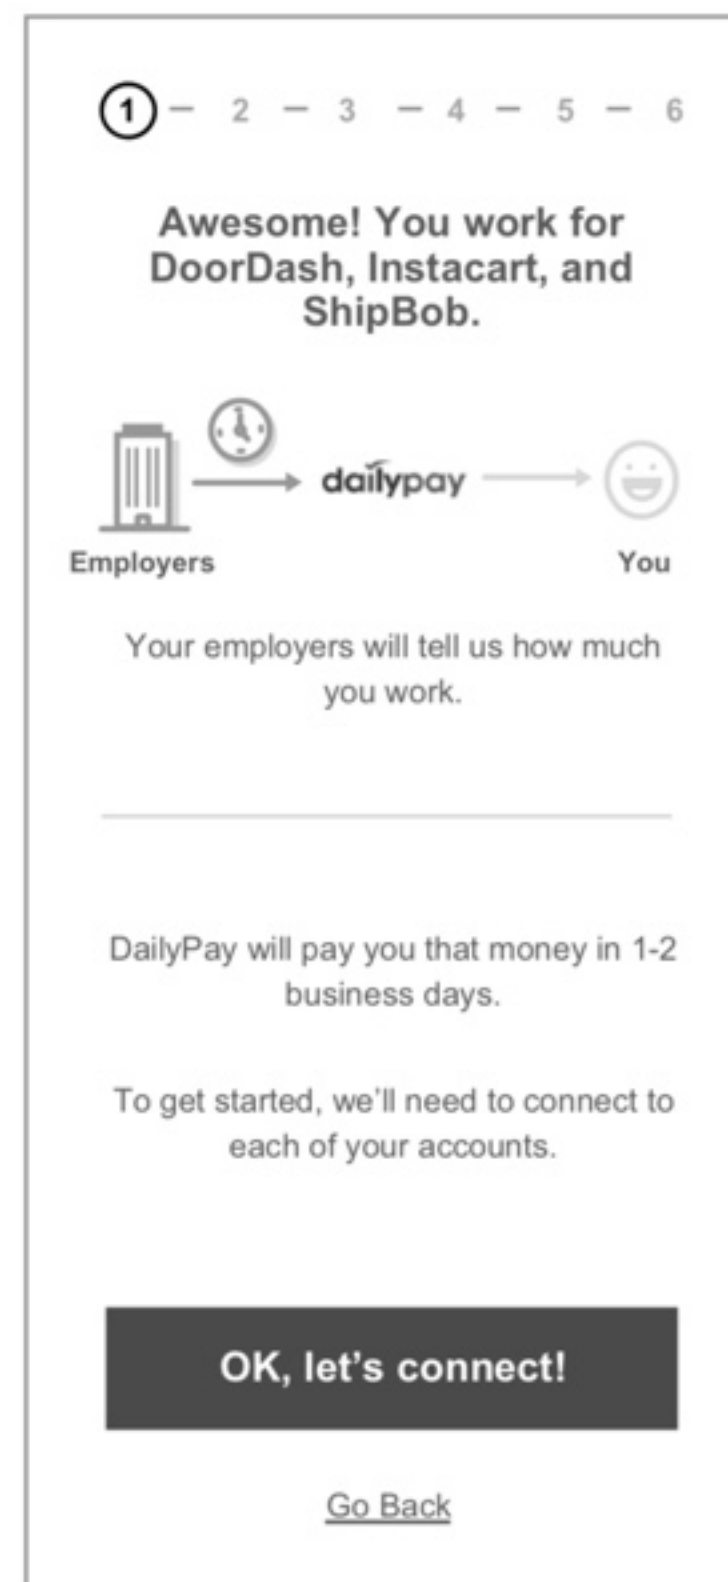 1 – 2 – 3 – 4 – 5 – 6
Awesome! You work for
DoorDash, Instacart, and
ShipBob.
dailypay
Employers
You
Your employers will tell us how much
you work.
DailyPay will pay you that money in 1-2
business days.
To get started, we’ll need to connect to
each of your accounts.
OK, let’s connect!
Go Back